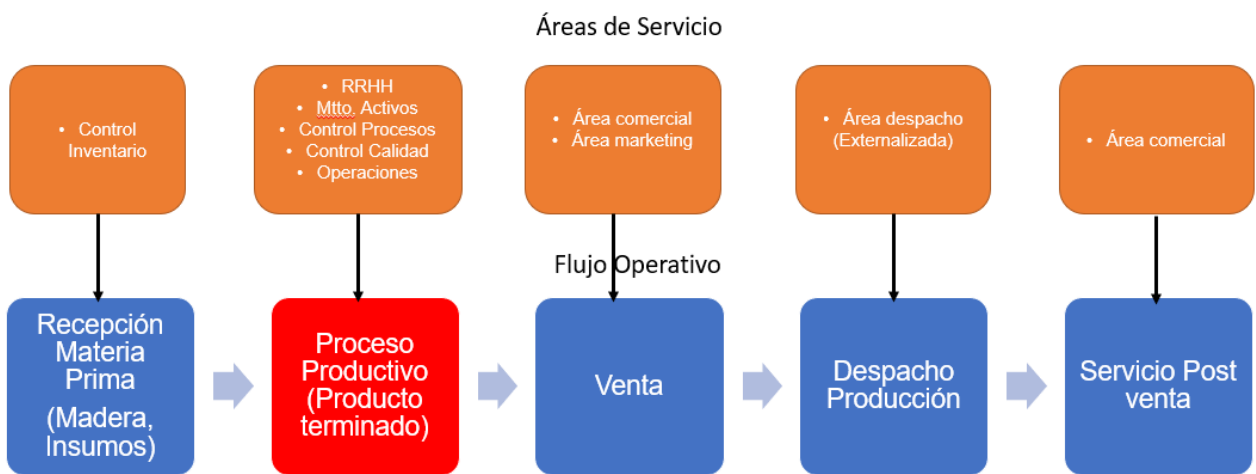 Áreas de Servicio
• Control
Inventario
• RRHH
• Mtto. Activos
• Control Procesos
• Control Calidad
• Operaciones
• Área comercial
• Área marketing
• Área despacho
(Externalizada)
• Área comercial
Flujo Operativo
Recepción
Materia
Prima
(Madera,
Insumos)
Proceso
Productivo
(Producto
terminado)
Venta
Despacho
Producción
Servicio Post
venta